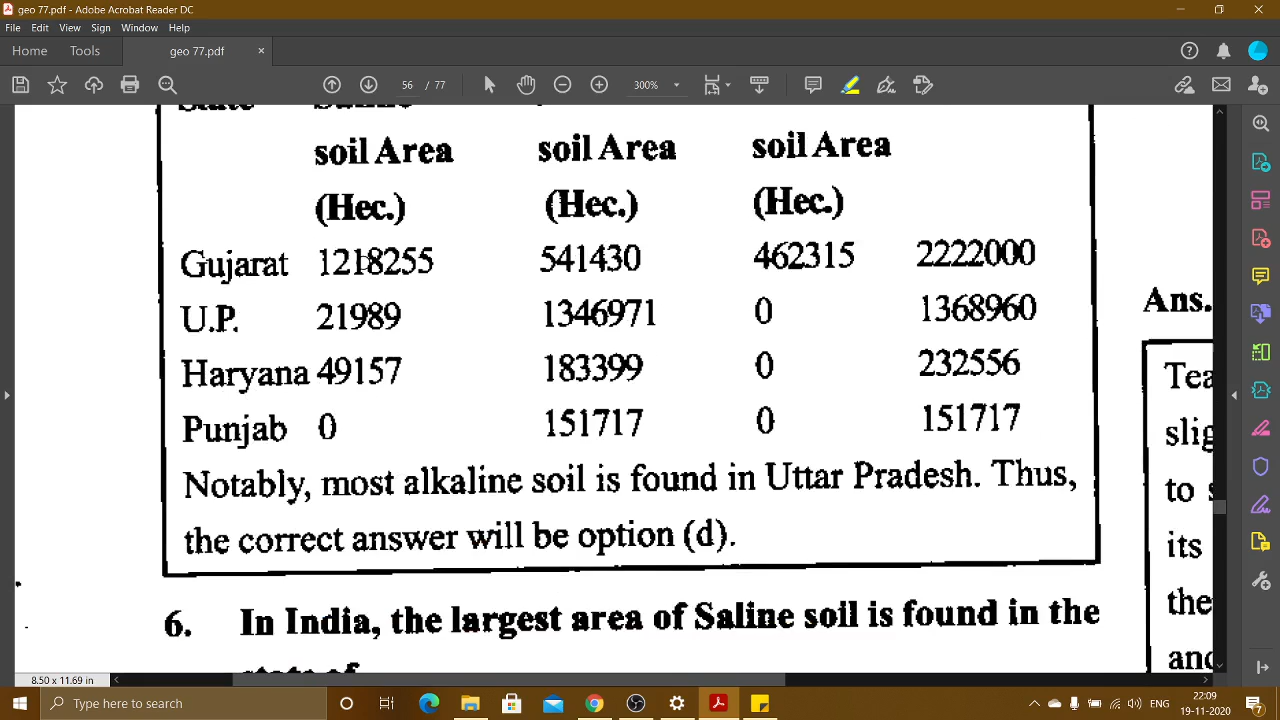 geo 77.pdf - Adobe Acrobat Reader DC
File Edit View Sign Window Help
Home Tools geo 77.pdf ×
56 / 77 300%
State Saline
soil Area soil Area soil Area
(Hec.) (Hec.) (Hec.)
Gujarat 1218255 541430 462315 2222000
U.P. 21989 1346971 0 1368960
Haryana 49157 183399 0 232556
Punjab 0 151717 0 151717
Notably, most alkaline soil is found in Uttar Pradesh. Thus,
the correct answer will be option (d).
6. In India, the largest area of Saline soil is found in the
state of
Ans.
Tea
slig
to s
its
the
and
8.50 x 11.69 in
Type here to search
22:09
19-11-2020
7